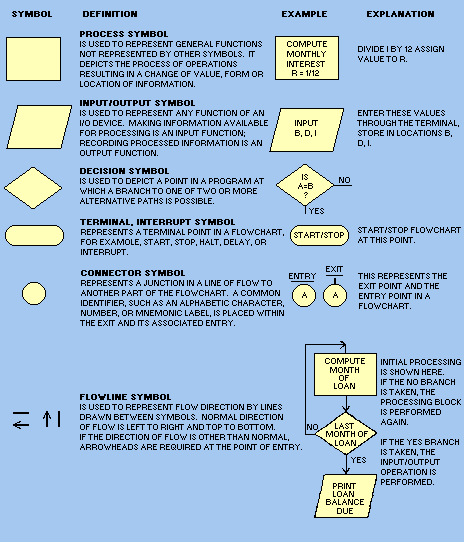 SYMBOL DEFINITION EXAMPLE EXPLANATION
PROCESS SYMBOL
IS USED TO REPRESENT GENERAL FUNCTIONS
NOT REPRESENTED BY OTHER SYMBOLS. IT
DEPICTS THE PROCESS OF OPERATIONS
RESULTING IN A CHANGE OF VALUE, FORM OR
LOCATION OF INFORMATION.
COMPUTE
MONTHLY
INTEREST
R = 1/12
DIVIDE I BY 12 ASSIGN
VALUE TO R.
INPUT/OUTPUT SYMBOL
IS USED TO REPRESENT ANY FUNCTION OF AN
I/O DEVICE. MAKING INFORMATION AVAILABLE
FOR PROCESSING IS AN INPUT FUNCTION;
RECORDING PROCESSED INFORMATION IS AN
OUTPUT FUNCTION.
INPUT
B, D, I
ENTER THESE VALUES
THROUGH THE TERMINAL,
STORE IN LOCATIONS B,
D, I.
DECISION SYMBOL
IS USED TO DEPICT A POINT IN A PROGRAM AT
WHICH A BRANCH TO ONE OF TWO OR MORE
ALTERNATIVE PATHS IS POSSIBLE.
IS
A=B
?
NO
YES
TERMINAL, INTERRUPT SYMBOL
REPRESENTS A TERMINAL POINT IN A FLOWCHART,
FOR EXAMOLE, START, STOP, HALT, DELAY, OR
INTERRUPT.
START/STOP
START/STOP FLOWCHART
AT THIS POINT.
CONNECTOR SYMBOL
REPRESENTS A JUNCTION IN A LINE OF FLOW TO
ANOTHER PART OF THE FLOWCHART. A COMMON
IDENTIFIER, SUCH AS AN ALPHABETIC CHARACTER,
NUMBER, OR MNEMONIC LABEL, IS PLACED WITHIN
THE EXIT AND ITS ASSOCIATED ENTRY.
ENTRY EXIT
A A
THIS REPRESENTS THE
EXIT POINT AND THE
ENTRY POINT IN A
FLOWCHART.
FLOWLINE SYMBOL
IS USED TO REPRESENT FLOW DIRECTION BY LINES
DRAWN BETWEEN SYMBOLS. NORMAL DIRECTION
OF FLOW IS LEFT TO RIGHT AND TOP TO BOTTOM.
IF THE DIRECTION OF FLOW IS OTHER THAN NORMAL,
ARROWHEADS ARE REQUIRED AT THE POINT OF ENTRY.
COMPUTE
MONTH
OF
LOAN
NO
LAST
MONTH OF
LOAN
YES
PRINT
LOAN
BALANCE
DUE
INITIAL PROCESSING
IS SHOWN HERE.
IF THE NO BRANCH
IS TAKEN, THE
PROCESSING BLOCK
IS PERFORMED
AGAIN.
IF THE YES BRANCH
IS TAKEN, THE
INPUT/OUTPUT
OPERATION IS
PERFORMED.